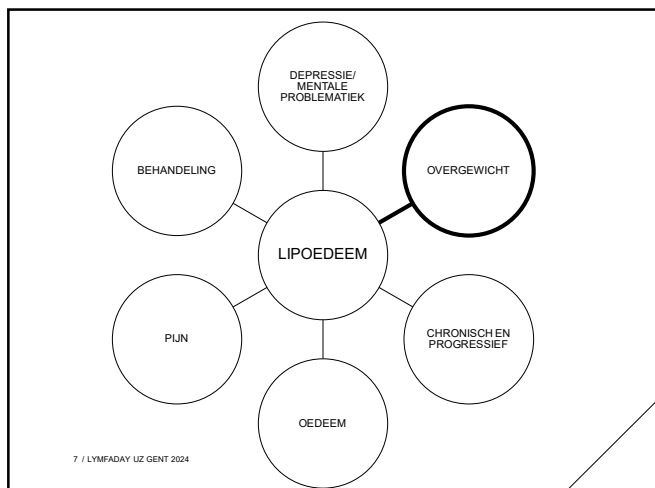 DEPRESSIE/
MENTALE
PROBLEMATIEK
BEHANDELING
OVERGEWICHT
LIPOEDEEM
PIJN
CHRONISCH EN
PROGRESSIEF
OEDEEM
7 / LYMFADAY UZ GENT 2024